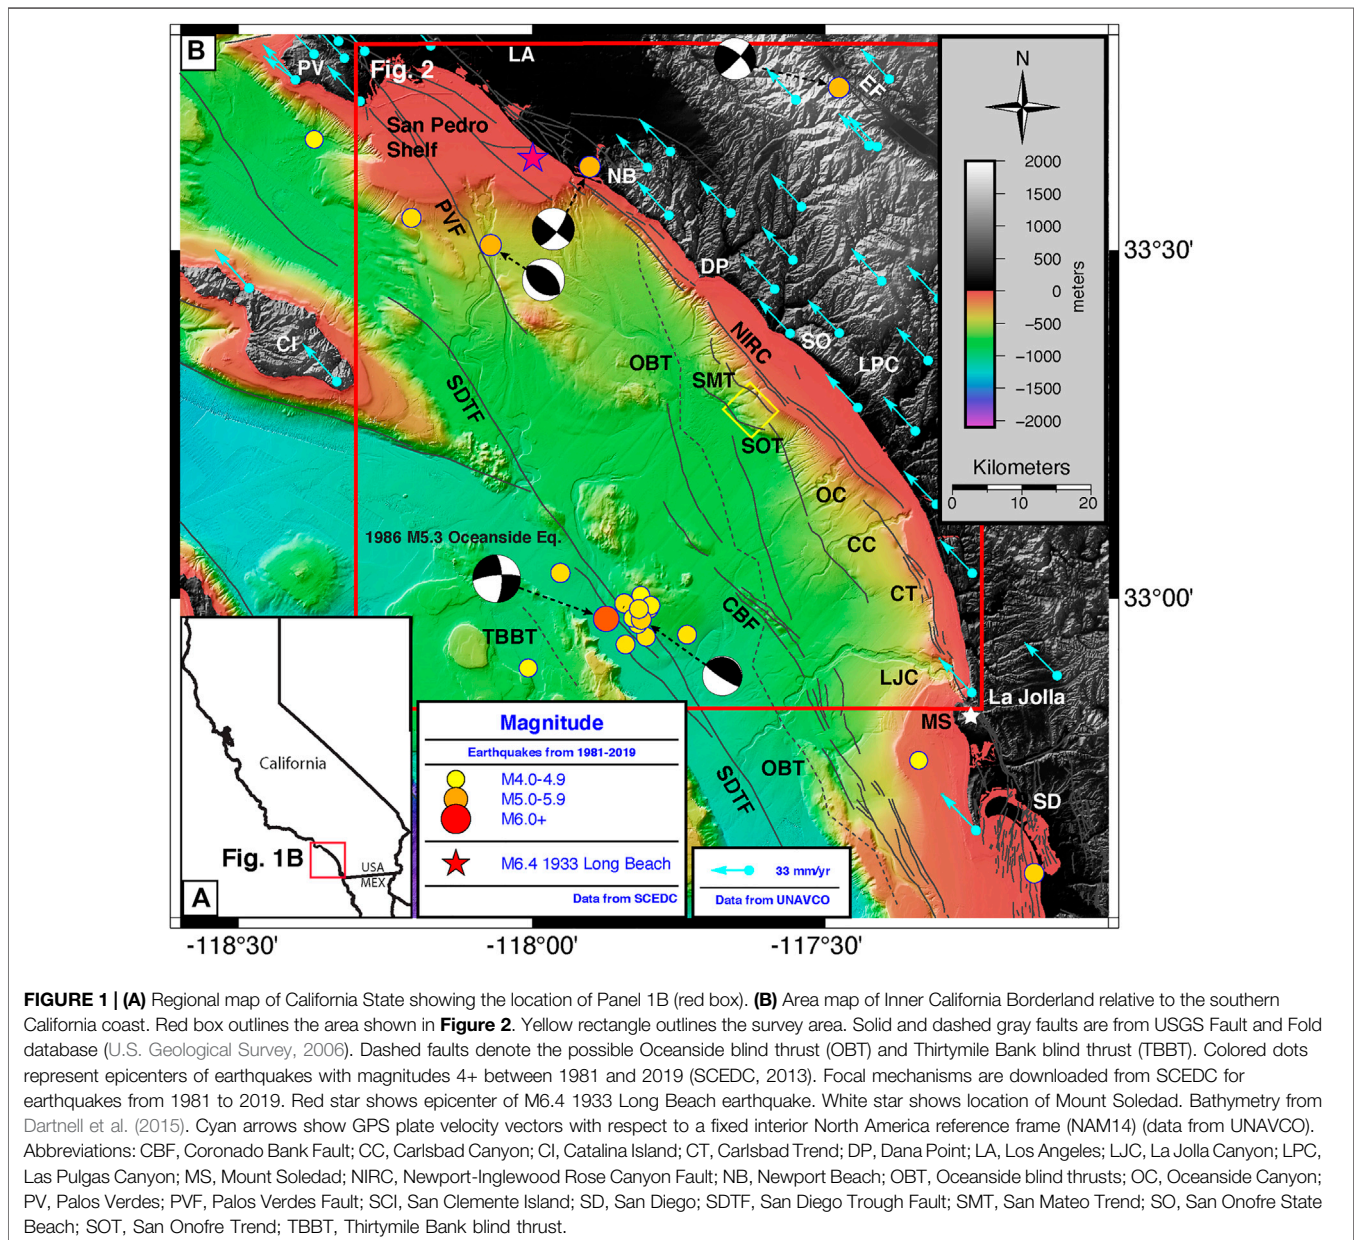 B
PV
Fig. 2
LA
EF
N
San Pedro
Shelf
NB
PVF
DP
CI
SDTF
OBT
NIRC
SMT
SO
LPC
SOT
OC
CC
CT
1986 M5.3 Oceanside Eq.
CBF
TBBT
LJC
La Jolla
MS
OBT
SDTF
SD
2000
1500
1000
500
0
−500
−1000
−1500
−2000
meters
Kilometers
0 10 20
33°30'
33°00'
California
Fig. 1B
USA
MEX
A
Magnitude
Earthquakes from 1981-2019
M4.0-4.9
M5.0-5.9
M6.0+
M6.4 1933 Long Beach
Data from SCEDC
33 mm/yr
Data from UNAVCO
-118°30' -118°00' -117°30'
FIGURE 1 | (A) Regional map of California State showing the location of Panel 1B (red box). (B) Area map of Inner California Borderland relative to the southern
California coast. Red box outlines the area shown in Figure 2. Yellow rectangle outlines the survey area. Solid and dashed gray faults are from USGS Fault and Fold
database (U.S. Geological Survey, 2006). Dashed faults denote the possible Oceanside blind thrust (OBT) and Thirtymile Bank blind thrust (TBBT). Colored dots
represent epicenters of earthquakes with magnitudes 4+ between 1981 and 2019 (SCEDC, 2013). Focal mechanisms are downloaded from SCEDC for
earthquakes from 1981 to 2019. Red star shows epicenter of M6.4 1933 Long Beach earthquake. White star shows location of Mount Soledad. Bathymetry from
Dartnell et al. (2015). Cyan arrows show GPS plate velocity vectors with respect to a fixed interior North America reference frame (NAM14) (data from UNAVCO).
Abbreviations: CBF, Coronado Bank Fault; CC, Carlsbad Canyon; CI, Catalina Island; CT, Carlsbad Trend; DP, Dana Point; LA, Los Angeles; LJC, La Jolla Canyon; LPC,
Las Pulgas Canyon; MS, Mount Soledad; NIRC, Newport-Inglewood Rose Canyon Fault; NB, Newport Beach; OBT, Oceanside blind thrusts; OC, Oceanside Canyon;
PV, Palos Verdes; PVF, Palos Verdes Fault; SCI, San Clemente Island; SD, San Diego; SDTF, San Diego Trough Fault; SMT, San Mateo Trend; SO, San Onofre State
Beach; SOT, San Onofre Trend; TBBT, Thirtymile Bank blind thrust.